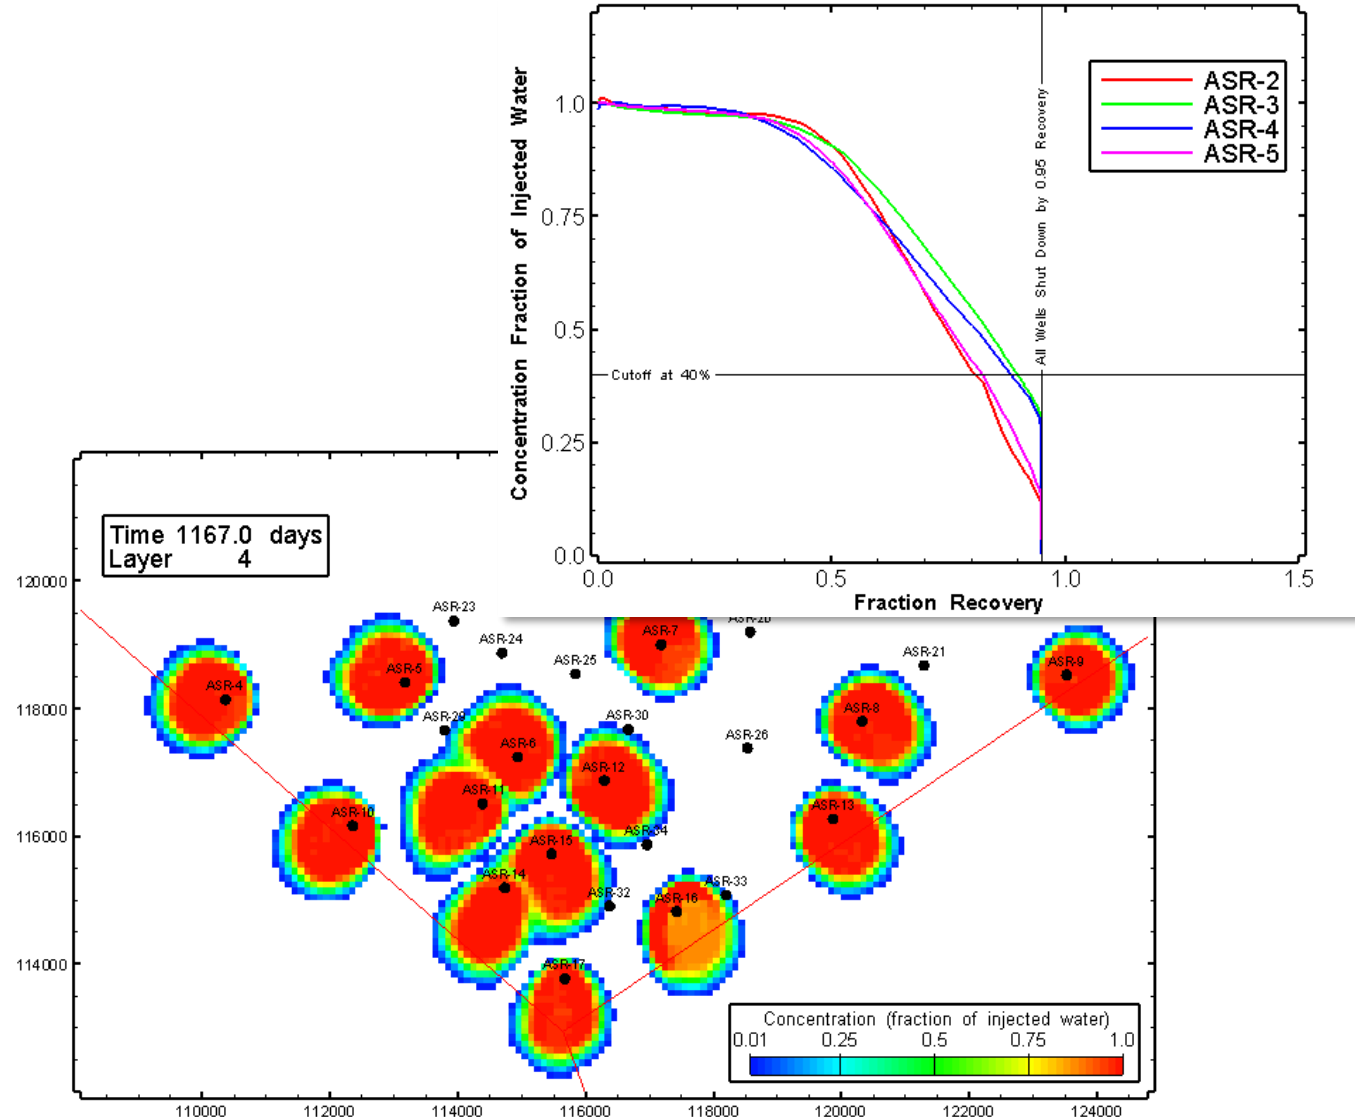 Concentration Fraction of Injected Water
1.0
0.75
0.5
0.25
0.0
0.0
0.5
1.0
1.5
Fraction Recovery
All Wells Shut Down by 0.95 Recovery
Cutoff at 40%
ASR-2
ASR-3
ASR-4
ASR-5
Time 1167.0 days
Layer 4
120000
118000
116000
114000
ASR-23
ASR-24
ASR-25
ASR-7
ASR-21
ASR-9
ASR-4
ASR-5
ASR-8
ASR-29
ASR-30
ASR-26
ASR-6
ASR-12
ASR-11
ASR-10
ASR-13
ASR-34
ASR-15
ASR-14
ASR-32
ASR-33
ASR-16
ASR-17
Concentration (fraction of injected water)
0.01 0.25 0.5 0.75 1.0
110000 112000 114000 116000 118000 120000 122000 124000